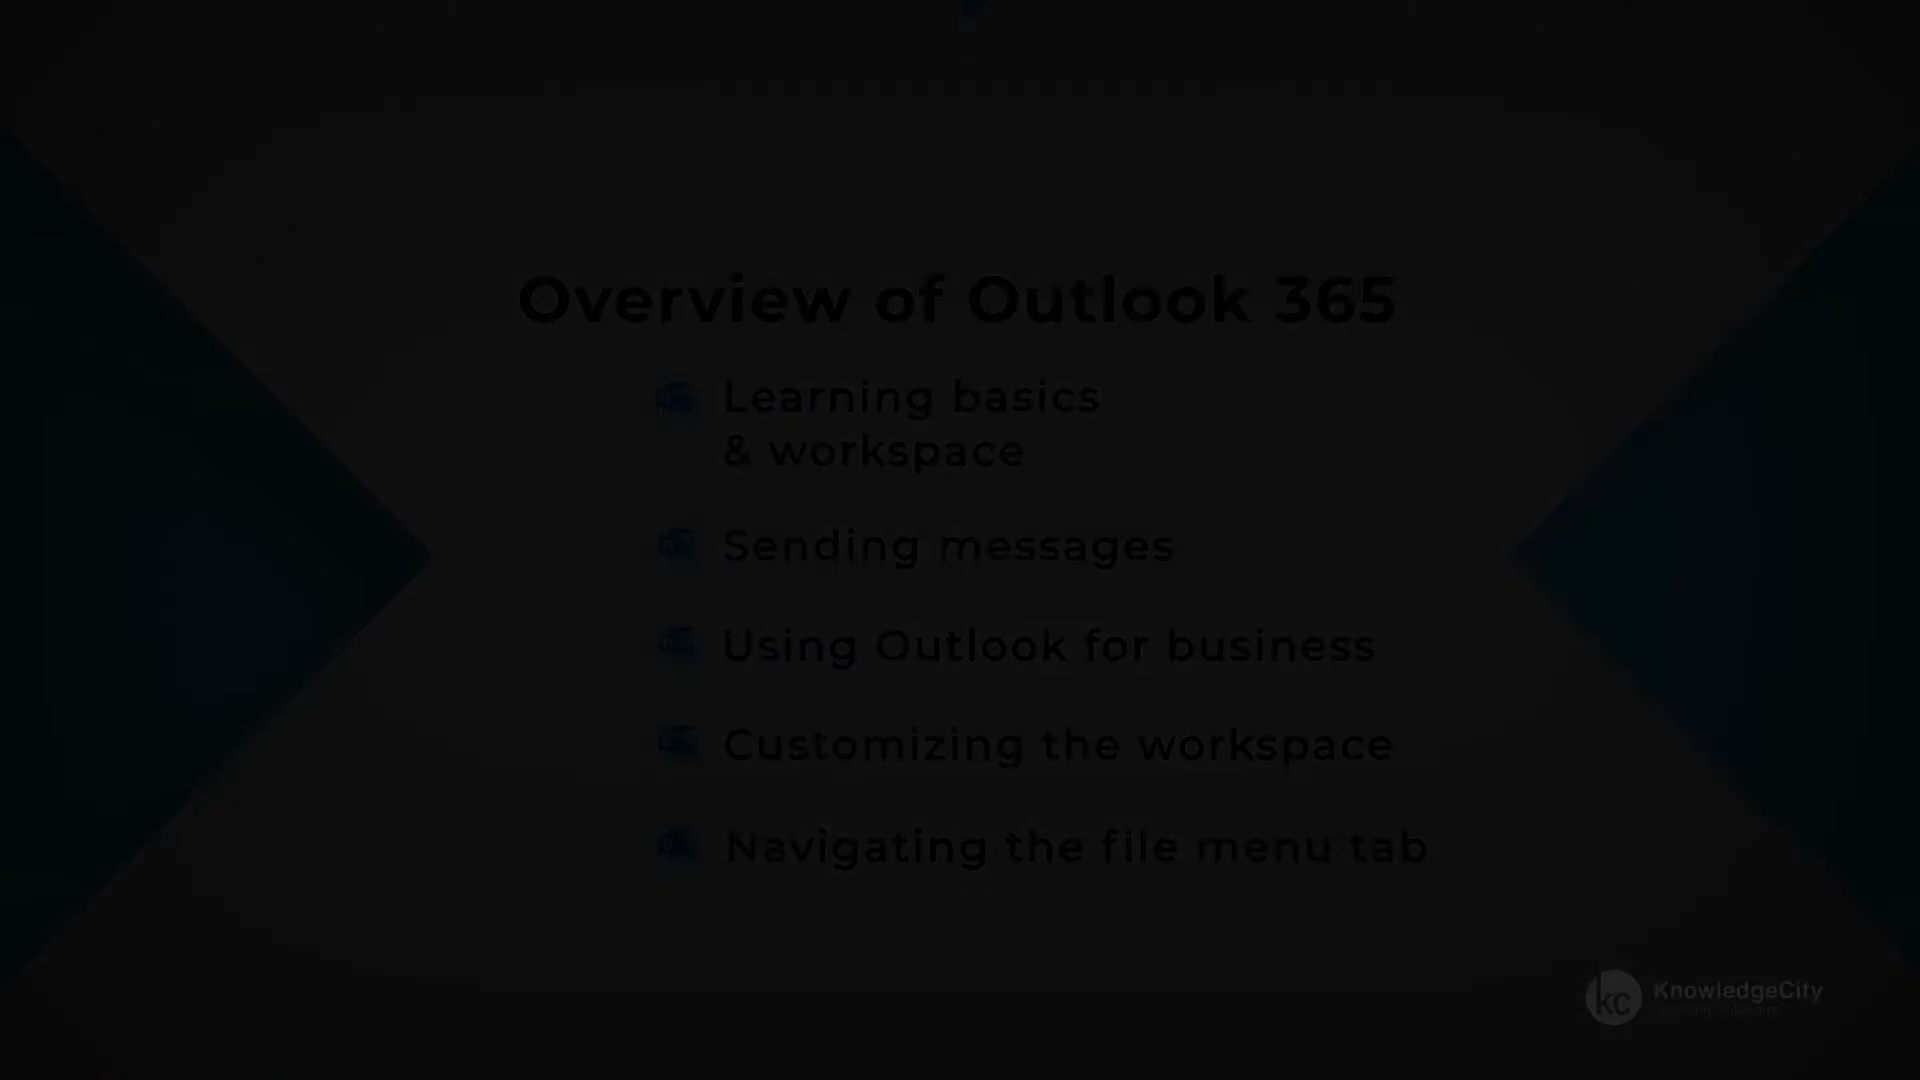 Overview of Outlook 365
Learning basics
& workspace
Sending messages
Using Outlook for business
Customizing the workspace
Navigating the file menu tab
kc KnowledgeCity